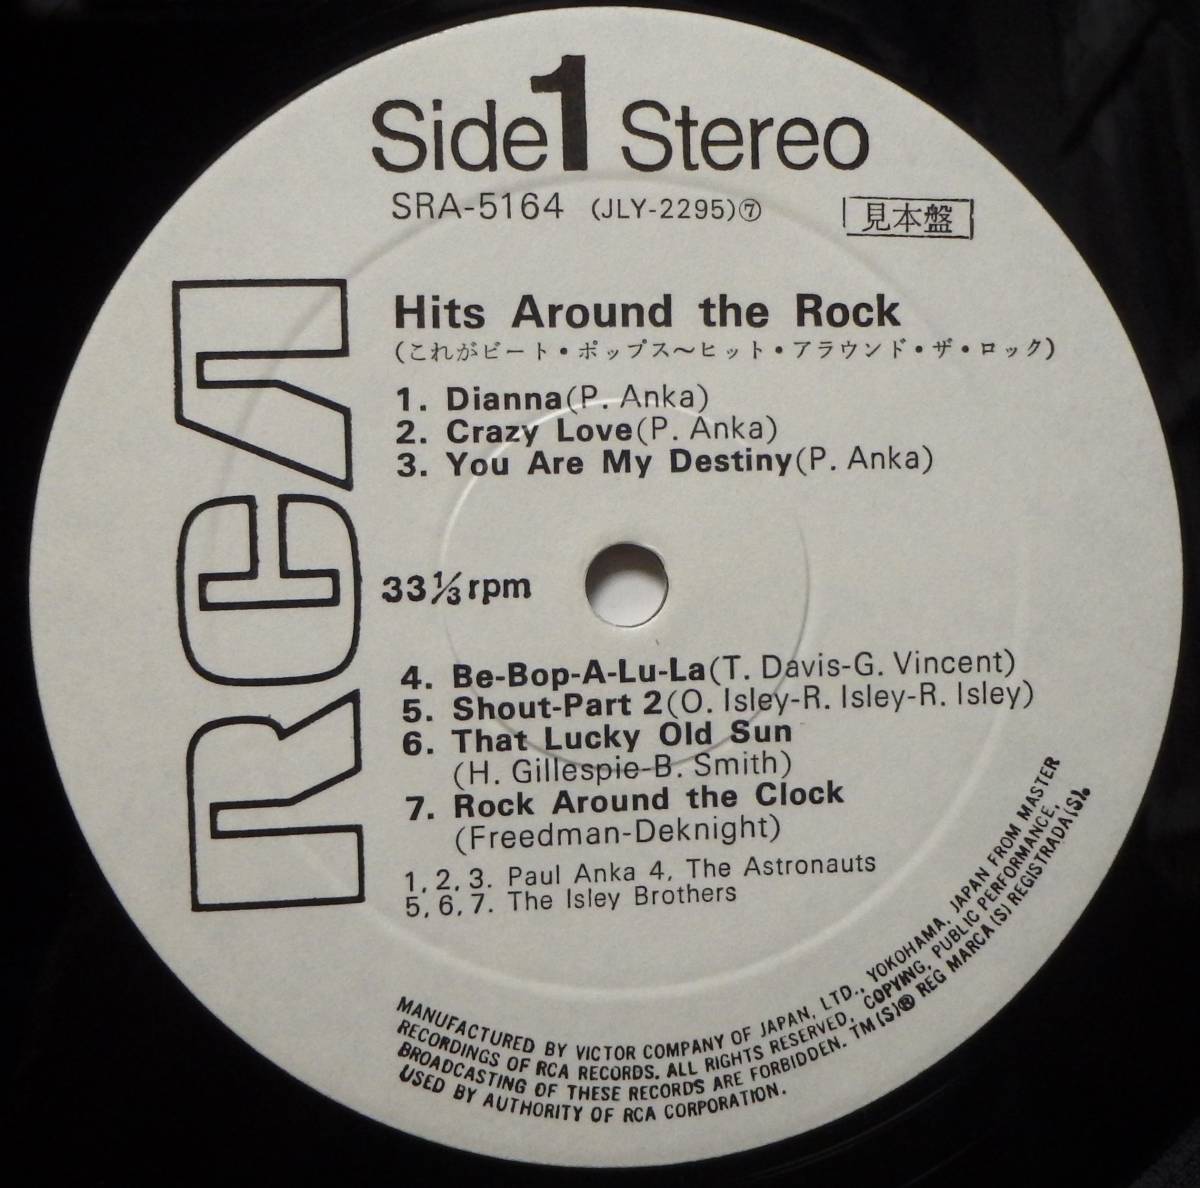 Side 1 Stereo
SRA-5164 (JLY-2295)⑦
見本盤
RCA
Hits Around the Rock
(これがビート・ポップス〜ヒット・アラウンド・ザ・ロック)
1. Dianna(P. Anka)
2. Crazy Love(P. Anka)
3. You Are My Destiny(P. Anka)
33⅓rpm
4. Be-Bop-A-Lu-La(T. Davis-G. Vincent)
5. Shout-Part 2(O. Isley-R. Isley-R. Isley)
6. That Lucky Old Sun
(H. Gillespie-B. Smith)
7. Rock Around the Clock
(Freedman-Deknight)
1, 2, 3. Paul Anka 4, The Astronauts
5, 6, 7. The Isley Brothers
MANUFACTURED BY VICTOR COMPANY OF JAPAN, LTD., YOKOHAMA, JAPAN FROM MASTER
RECORDINGS OF RCA RECORDS. ALL RIGHTS RESERVED, COPYING, PUBLIC PERFORMANCE,
BROADCASTING OF THESE RECORDS ARE FORBIDDEN. TM(S)® REG MARCA(S) REGISTRADA(S).
USED BY AUTHORITY OF RCA CORPORATION.